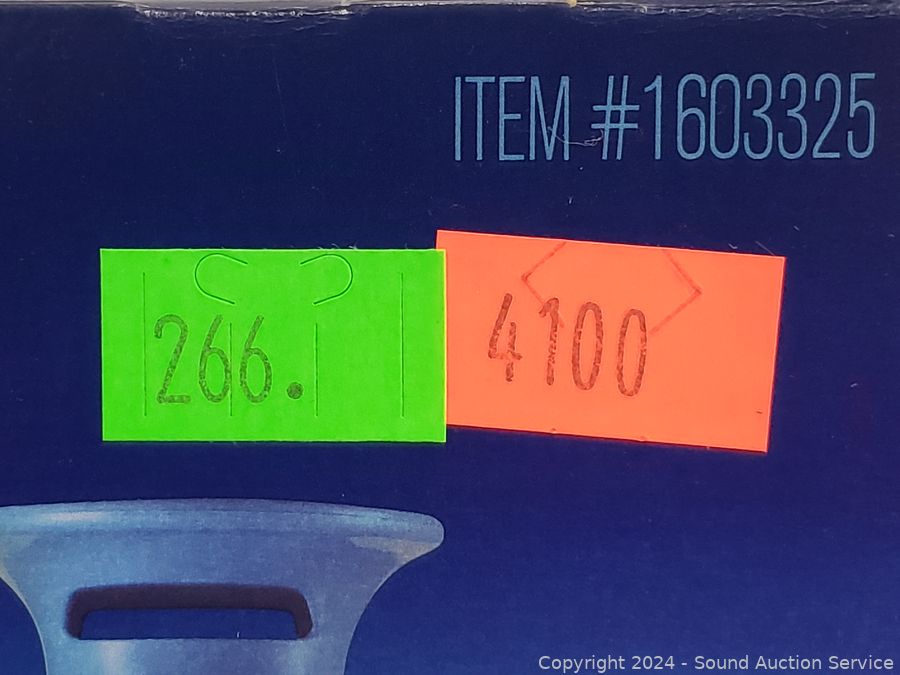 ITEM #1603325
266.
4100
Copyright 2024 - Sound Auction Service